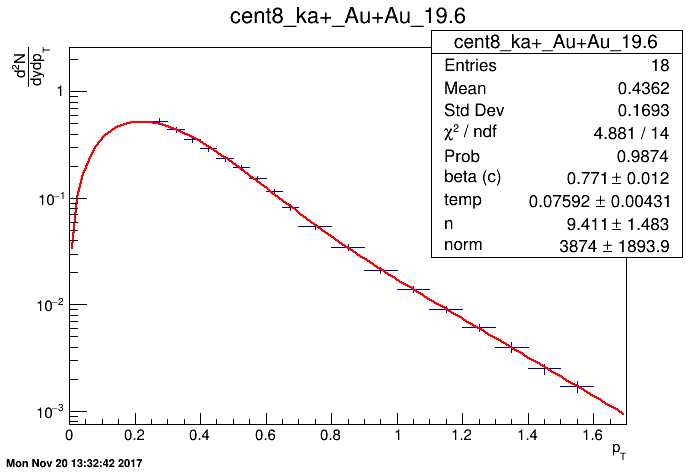 cent8_ka+_Au+Au_19.6
cent8_ka+_Au+Au_19.6
Entries 18
Mean 0.4362
Std Dev 0.1693
χ² / ndf 4.881 / 14
Prob 0.9874
beta (c) 0.771 ± 0.012
temp 0.07592 ± 0.00431
n 9.411 ± 1.483
norm 3874 ± 1893.9
d²N
dydp_T
1
10⁻¹
10⁻²
10⁻³
0 0.2 0.4 0.6 0.8 1 1.2 1.4 1.6
p_T
Mon Nov 20 13:32:42 2017